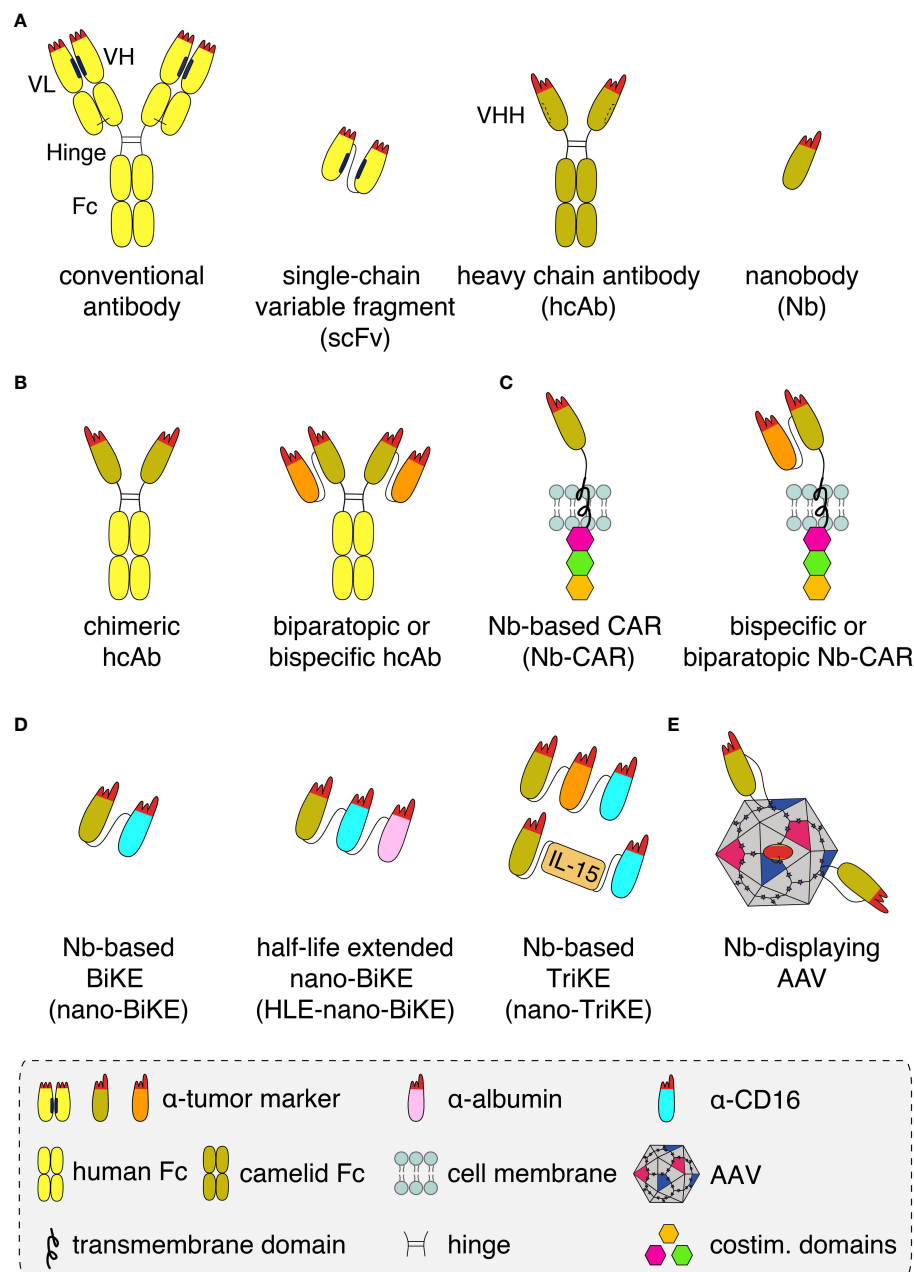 A
VH
VL
VHH
Hinge
Fc
conventional
antibody
single-chain
variable fragment
(scFv)
heavy chain antibody
(hcAb)
nanobody
(Nb)
B
C
chimeric
hcAb
biparatopic or
bispecific hcAb
Nb-based CAR
(Nb-CAR)
bispecific or
biparatopic Nb-CAR
D
E
IL-15
Nb-based
BiKE
(nano-BiKE)
half-life extended
nano-BiKE
(HLE-nano-BiKE)
Nb-based
TriKE
(nano-TriKE)
Nb-displaying
AAV
α-tumor marker
α-albumin
α-CD16
human Fc
camelid Fc
cell membrane
AAV
transmembrane domain
hinge
costim. domains